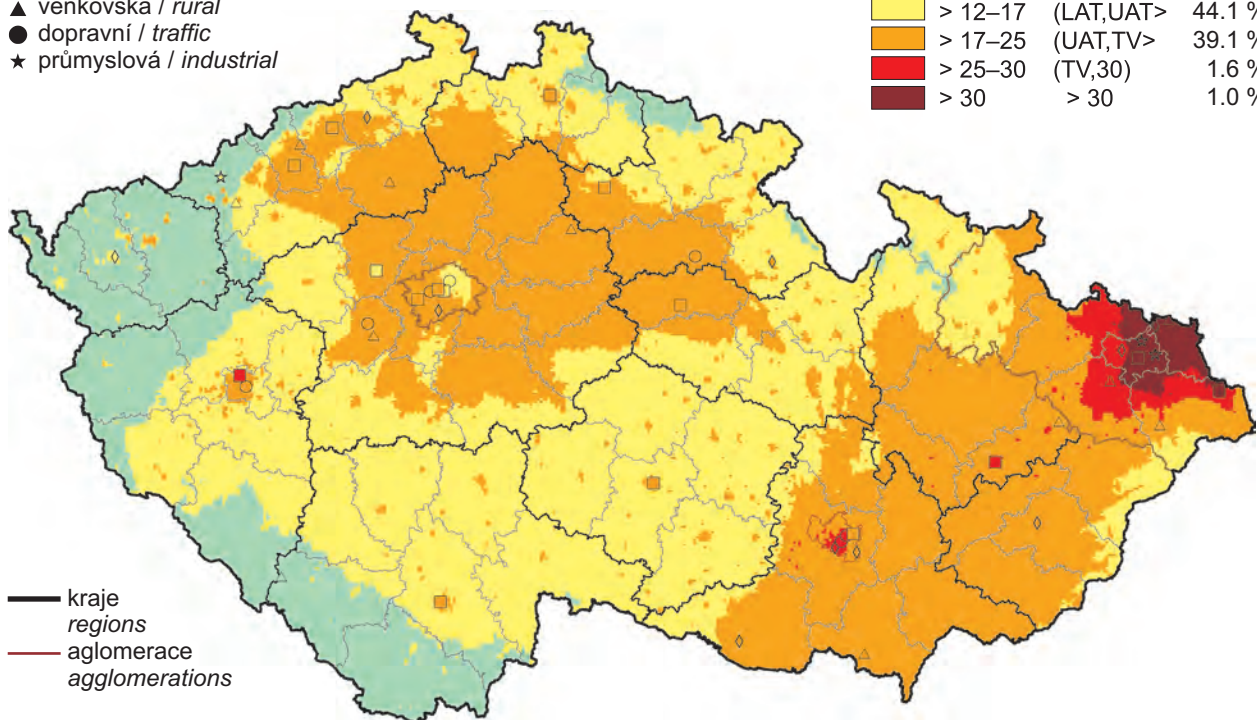 venkovská / rural
dopravní / traffic
průmyslová / industrial
> 12–17 (LAT,UAT> 44.1 %
> 17–25 (UAT,TV> 39.1 %
> 25–30 (TV,30) 1.6 %
> 30 > 30 1.0 %
kraje
regions
aglomerace
agglomerations